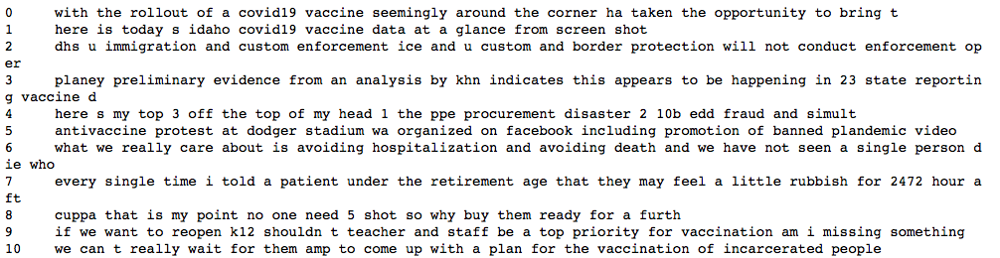 0 with the rollout of a covid19 vaccine seemingly around the corner ha taken the opportunity to bring t
1 here is today s idaho covid19 vaccine data at a glance from screen shot
2 dhs u immigration and custom enforcement ice and u custom and border protection will not conduct enforcement op
er
3 planey preliminary evidence from an analysis by khn indicates this appears to be happening in 23 state reportin
g vaccine d
4 here s my top 3 off the top of my head 1 the ppe procurement disaster 2 10b edd fraud and simult
5 antivaccine protest at dodger stadium wa organized on facebook including promotion of banned plandemic video
6 what we really care about is avoiding hospitalization and avoiding death and we have not seen a single person d
ie who
7 every single time i told a patient under the retirement age that they may feel a little rubbish for 2472 hour a
ft
8 cuppa that is my point no one need 5 shot so why buy them ready for a furth
9 if we want to reopen k12 shouldn t teacher and staff be a top priority for vaccination am i missing something
10 we can t really wait for them amp to come up with a plan for the vaccination of incarcerated people